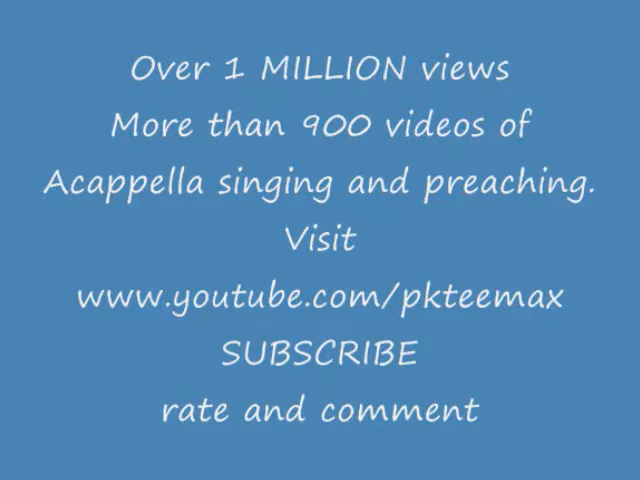 Over 1 MILLION views
More than 900 videos of
Acappella singing and preaching.
Visit
www.youtube.com/pkteemax
SUBSCRIBE
rate and comment